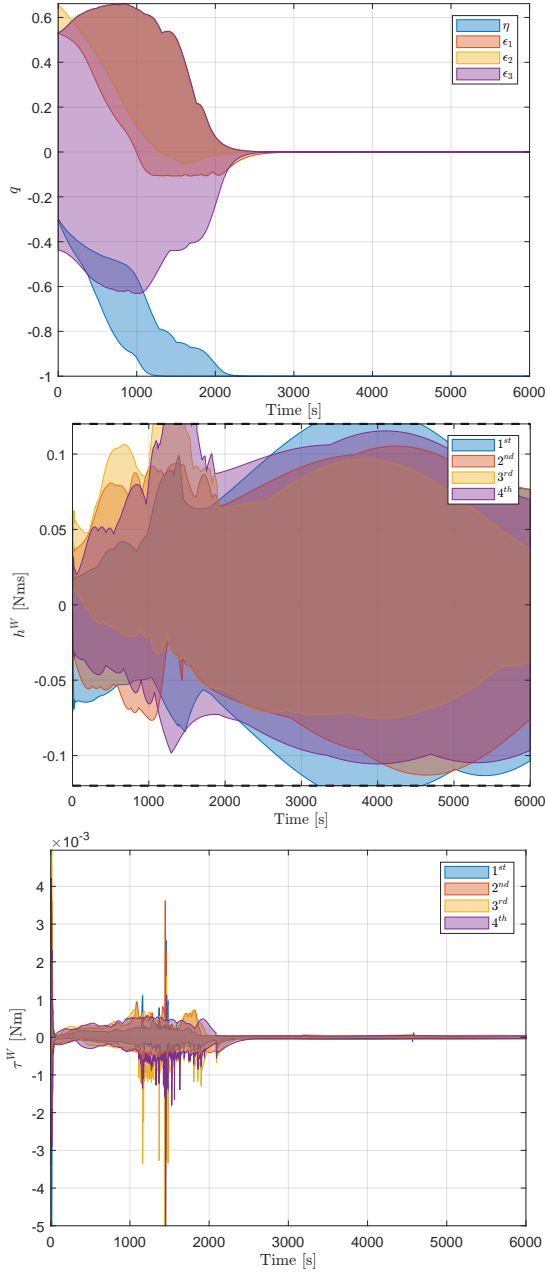 0.6
0.4
0.2
0
-0.2
-0.4
-0.6
-0.8
-1
q
η
ϵ₁
ϵ₂
ϵ₃
0 1000 2000 3000 4000 5000 6000
Time [s]
0.1
0.05
0
-0.05
-0.1
h^W [Nms]
1^st
2^nd
3^rd
4^th
0 1000 2000 3000 4000 5000 6000
Time [s]
×10^-3
4
3
2
1
0
-1
-2
-3
-4
-5
τ^W [Nm]
1^st
2^nd
3^rd
4^th
0 1000 2000 3000 4000 5000 6000
Time [s]